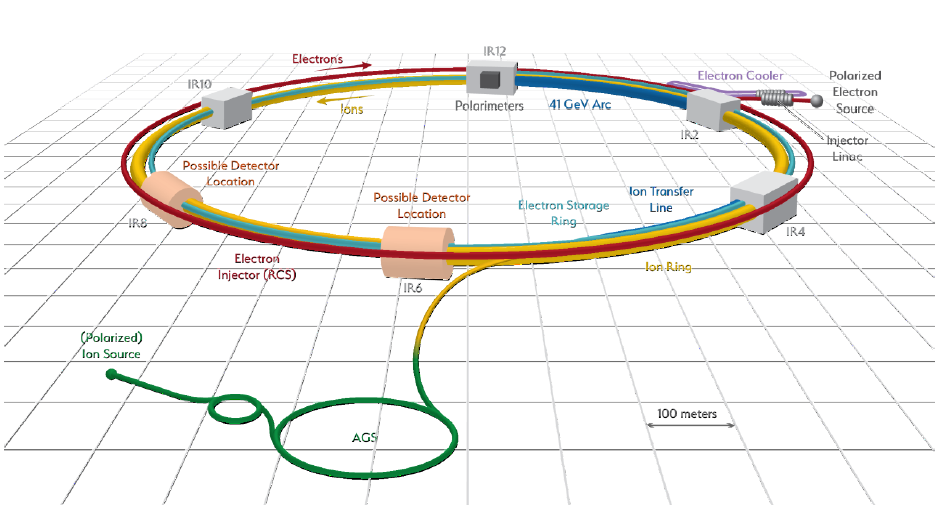 IR12
Electrons
Ions
IR10
Polarimeters
41 GeV Arc
Electron Cooler
Polarized
Electron
Source
IR2
Injector
Linac
Possible Detector
Location
Possible Detector
Location
Ion Transfer
Line
Electron Storage
Ring
IR8
IR4
Electron
Injector (RCS)
Ion Ring
IR6
(Polarized)
Ion Source
AGS
100 meters